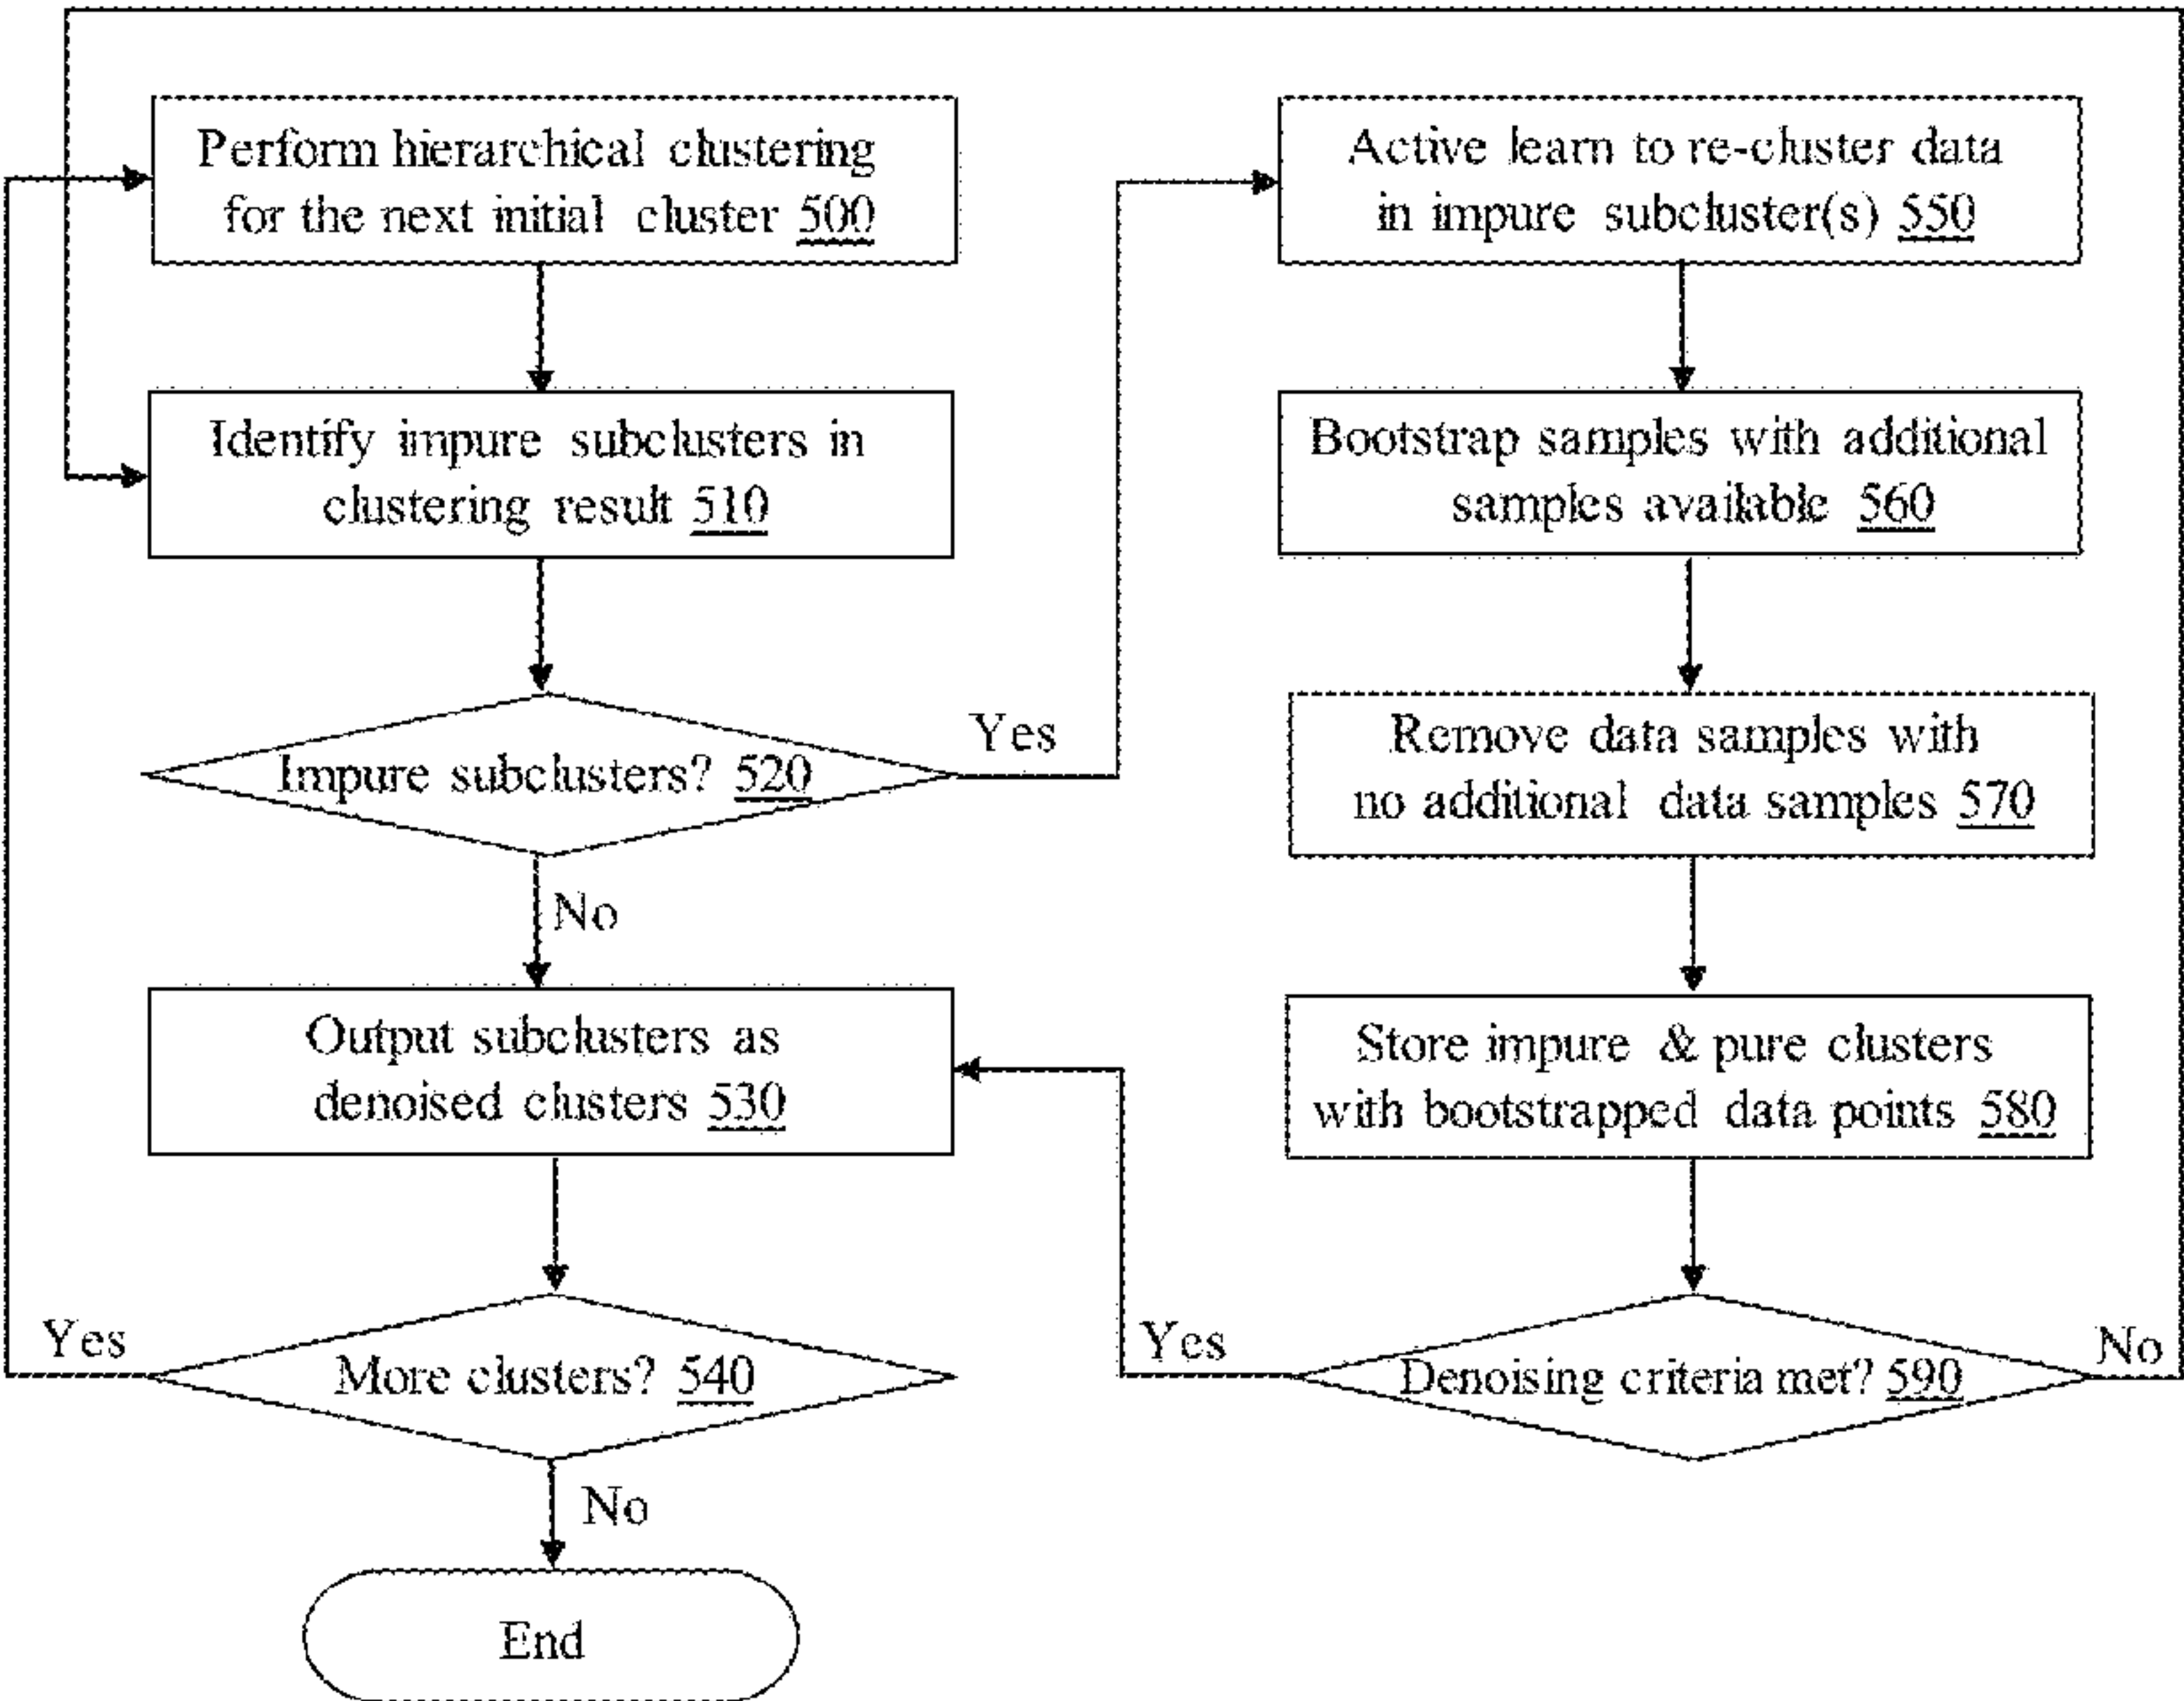 Perform hierarchical clustering
for the next initial cluster 500
Identify impure subclusters in
clustering result 510
Impure subclusters? 520
Yes
No
Output subclusters as
denoised clusters 530
More clusters? 540
Yes
No
End
Active learn to re-cluster data
in impure subcluster(s) 550
Bootstrap samples with additional
samples available 560
Remove data samples with
no additional data samples 570
Store impure & pure clusters
with bootstrapped data points 580
Denoising criteria met? 590
Yes
No